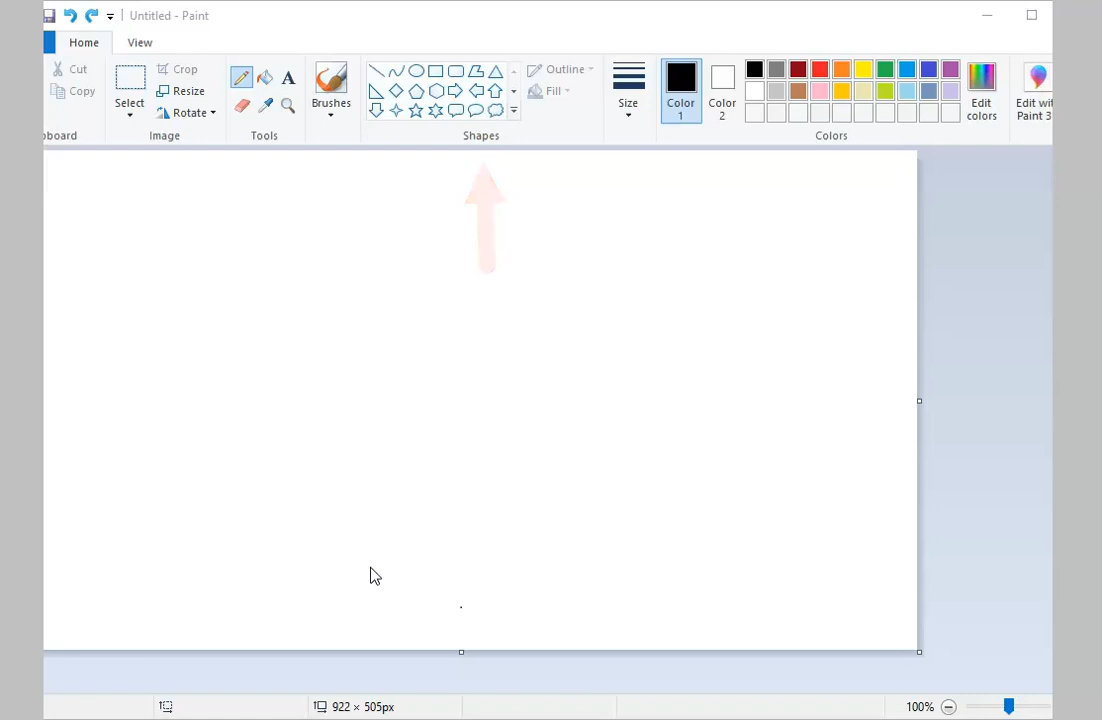 Untitled - Paint
Home View
Cut
Copy
Select
Crop
Resize
Rotate
Brushes
Outline
Fill
Size
Color 1
Color 2
Edit colors
Edit wi
Paint 3
board
Image
Tools
Shapes
Colors
922 × 505px
100%